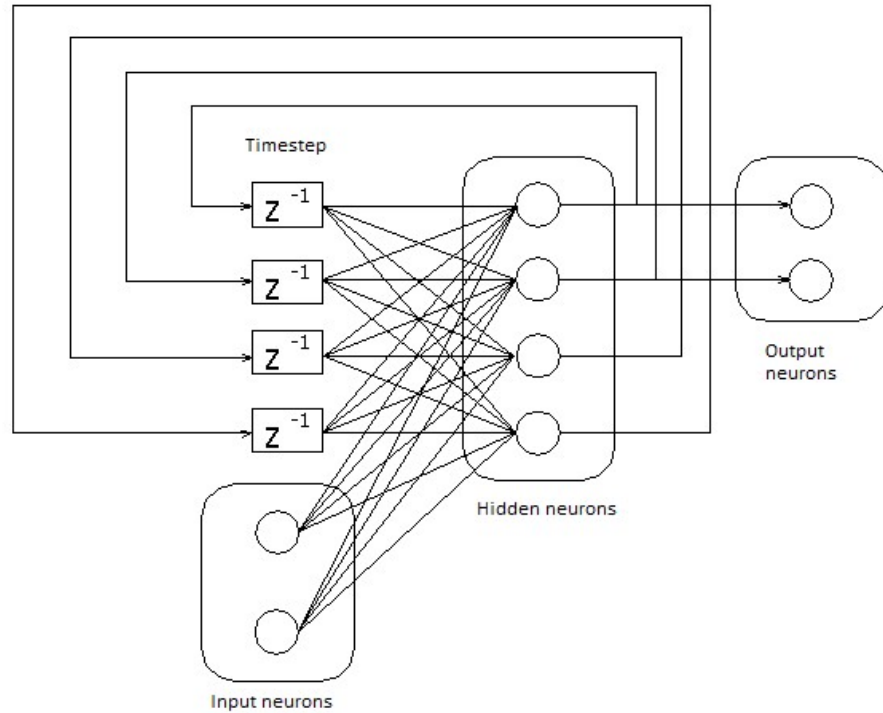 Timestep
z -1
z -1
z -1
z -1
Output
neurons
Hidden neurons
Input neurons